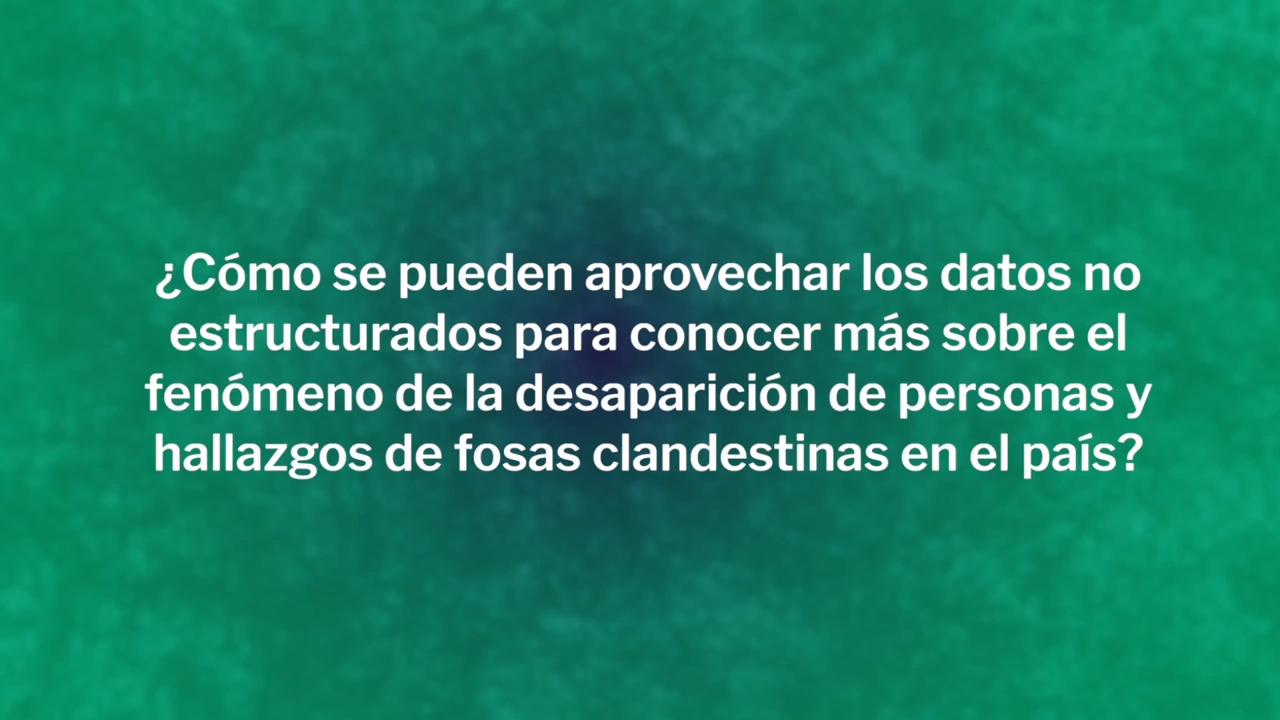 ¿Cómo se pueden aprovechar los datos no
estructurados para conocer más sobre el
fenómeno de la desaparición de personas y
hallazgos de fosas clandestinas en el país?